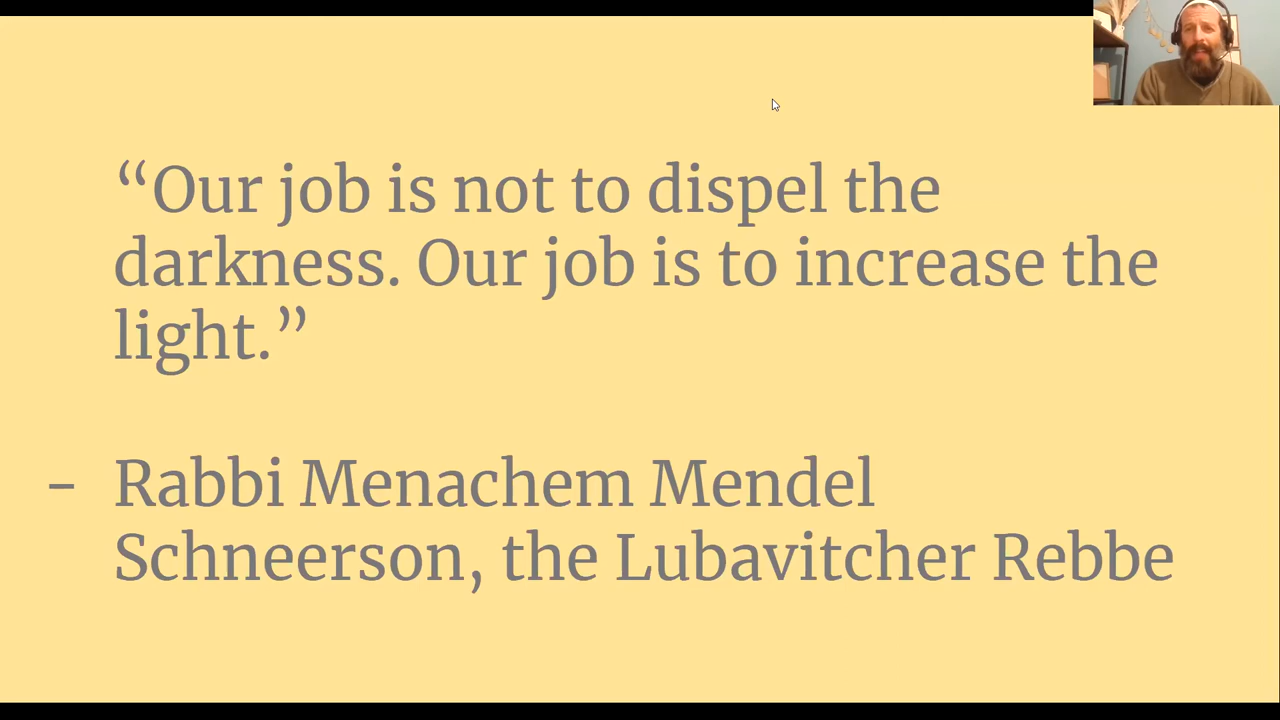 “Our job is not to dispel the
darkness. Our job is to increase the
light.”
- Rabbi Menachem Mendel
Schneerson, the Lubavitcher Rebbe